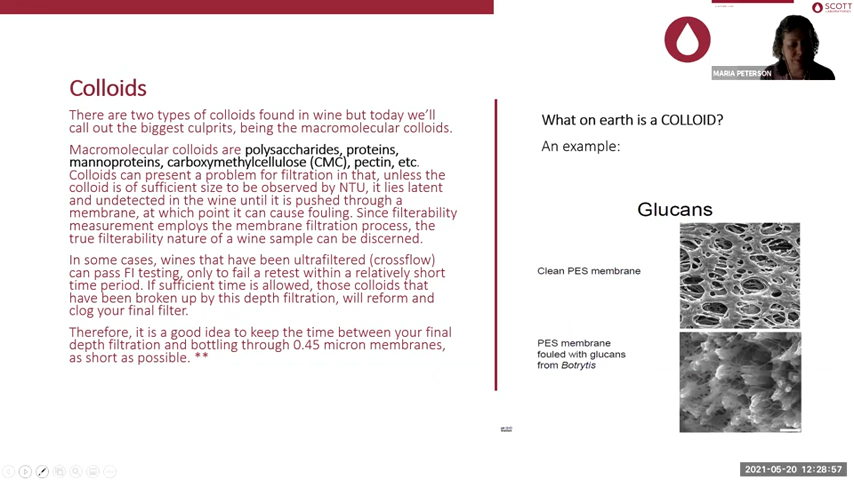 SCOTT
LABORATORIES
MARIA PETERSON
Colloids
There are two types of colloids found in wine but today we'll
call out the biggest culprits, being the macromolecular colloids.
Macromolecular colloids are polysaccharides, proteins,
mannoproteins, carboxymethylcellulose (CMC), pectin, etc.
Colloids can present a problem for filtration in that, unless the
colloid is of sufficient size to be observed by NTU, it lies latent
and undetected in the wine until it is pushed through a
membrane, at which point it can cause fouling. Since filterability
measurement employs the membrane filtration process, the
true filterability nature of a wine sample can be discerned.
In some cases, wines that have been ultrafiltered (crossflow)
can pass FI testing, only to fail a retest within a relatively short
time period. If sufficient time is allowed, those colloids that
have been broken up by this depth filtration, will reform and
clog your final filter.
Therefore, it is a good idea to keep the time between your final
depth filtration and bottling through 0.45 micron membranes,
as short as possible. **
What on earth is a COLLOID?
An example:
Glucans
Clean PES membrane
PES membrane
fouled with glucans
from Botrytis
2021-05-20 12:28:57